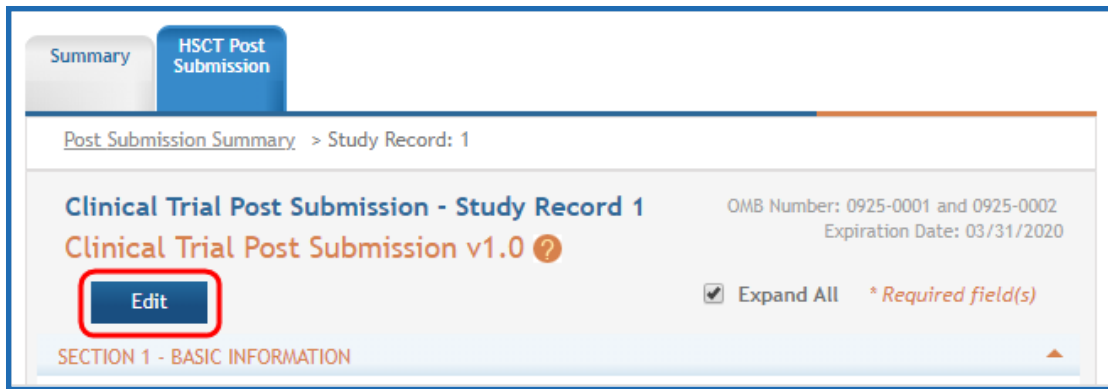 Summary
HSCT Post
Submission
Post Submission Summary > Study Record: 1
Clinical Trial Post Submission - Study Record 1
OMB Number: 0925-0001 and 0925-0002
Expiration Date: 03/31/2020
Clinical Trial Post Submission v1.0 ?
Edit
Expand All * Required field(s)
SECTION 1 - BASIC INFORMATION